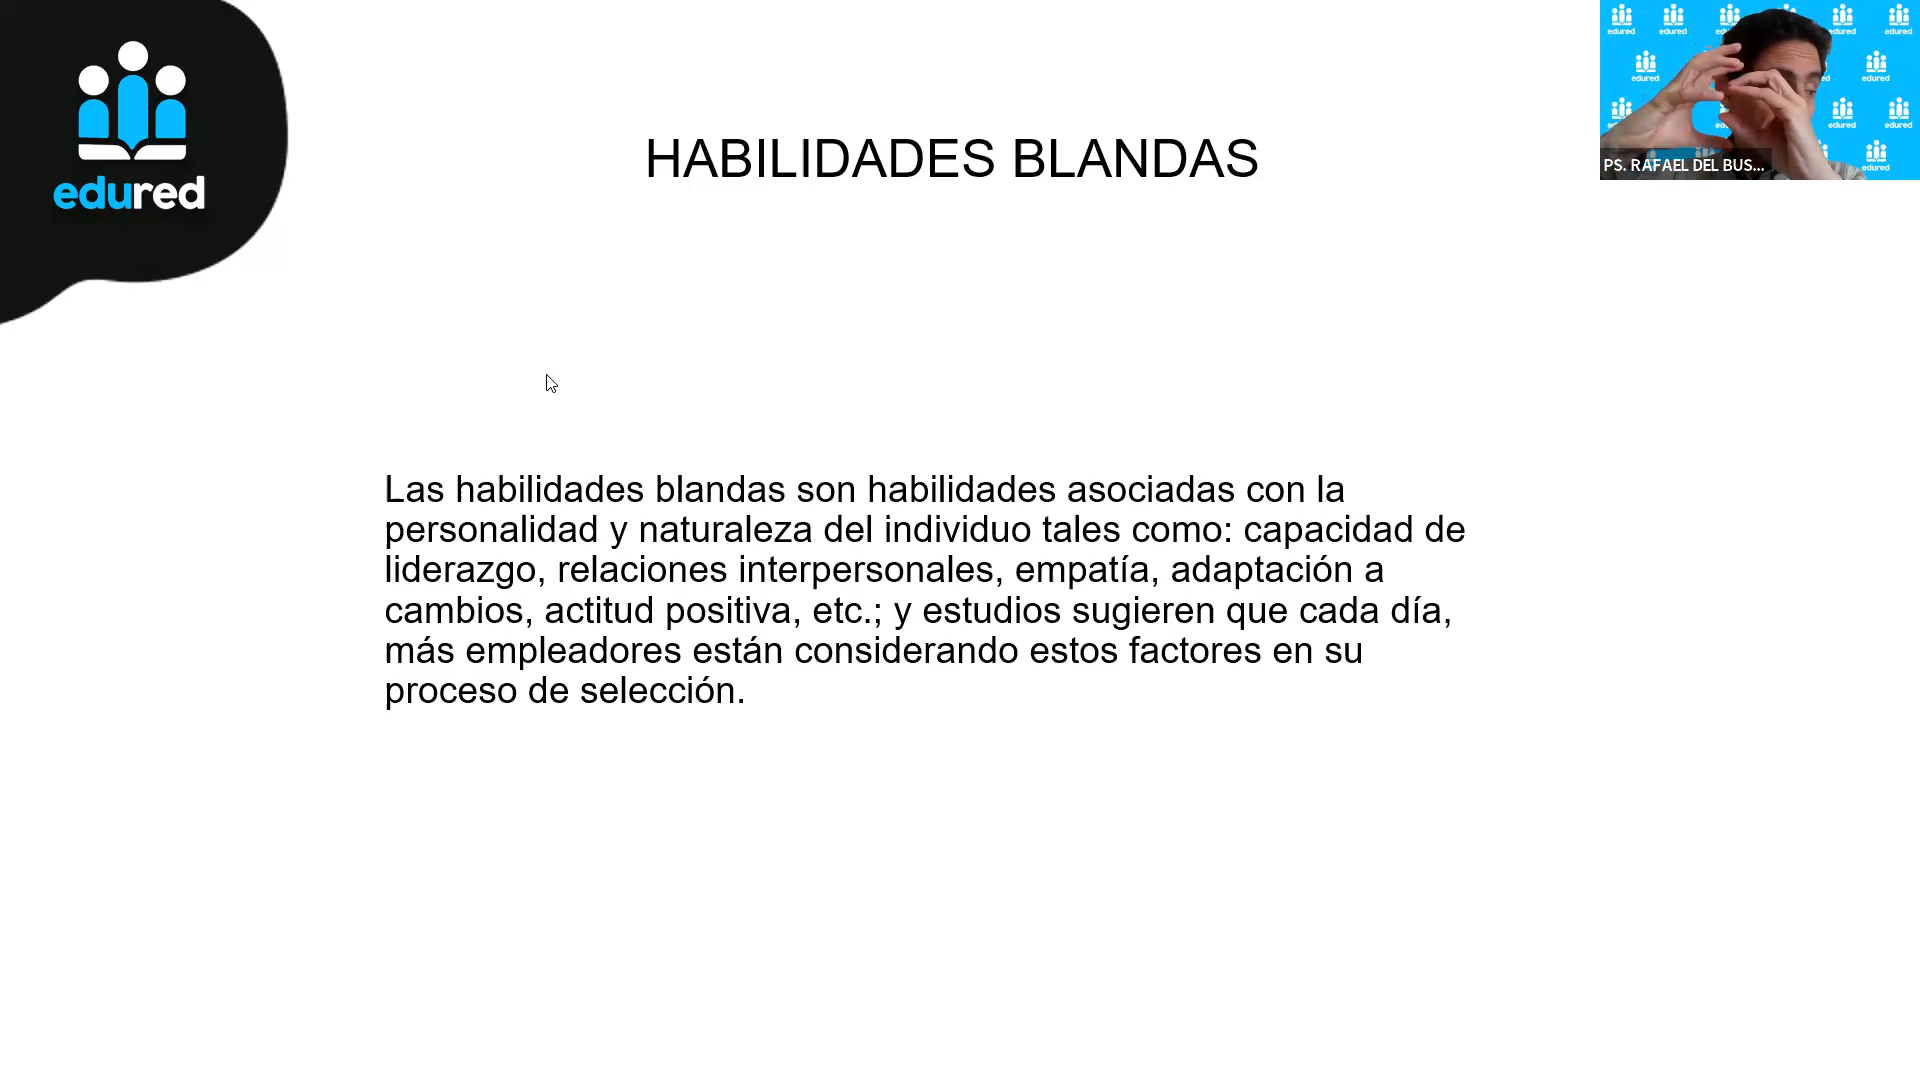 edured
HABILIDADES BLANDAS
PS. RAFAEL DEL BUS...
Las habilidades blandas son habilidades asociadas con la
personalidad y naturaleza del individuo tales como: capacidad de
liderazgo, relaciones interpersonales, empatía, adaptación a
cambios, actitud positiva, etc.; y estudios sugieren que cada día,
más empleadores están considerando estos factores en su
proceso de selección.